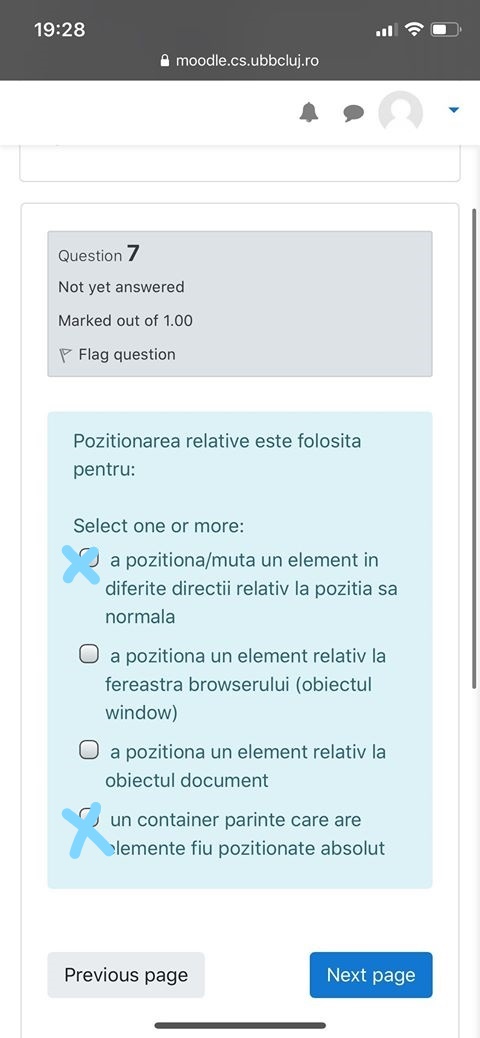 19:28
moodle.cs.ubbcluj.ro
Question 7
Not yet answered
Marked out of 1.00
Flag question
Pozitionarea relative este folosita
pentru:
Select one or more:
a pozitiona/muta un element in
diferite directii relativ la pozitia sa
normala
a pozitiona un element relativ la
fereastra browserului (obiectul
window)
a pozitiona un element relativ la
obiectul document
un container parinte care are
elemente fiu pozitionate absolut
Previous page
Next page